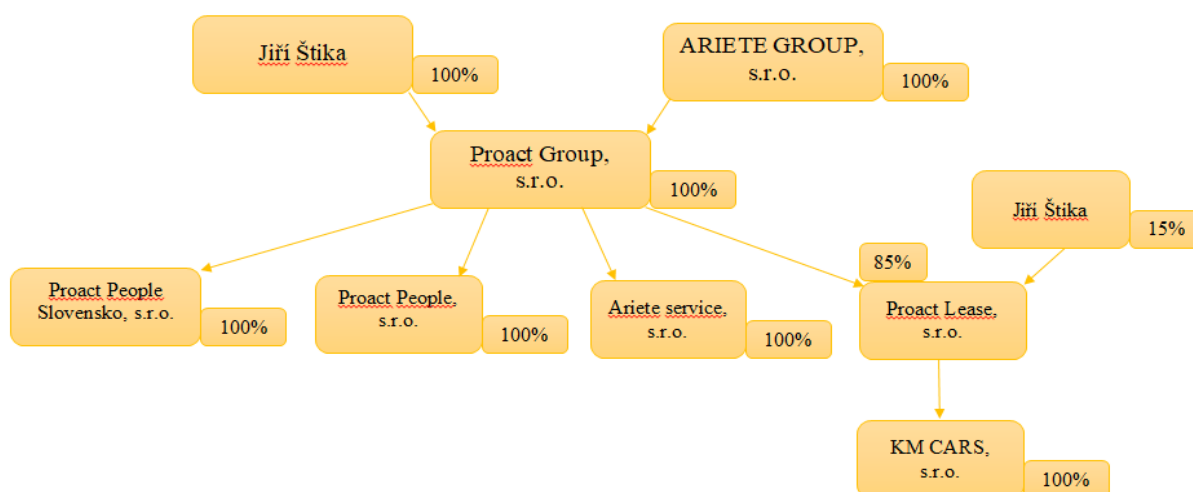 Jiří Štika
100%
ARIETE GROUP,
s.r.o.
100%
Proact Group,
s.r.o.
100%
Jiří Štika
15%
Proact People
Slovensko, s.r.o.
100%
Proact People,
s.r.o.
100%
Ariete service,
s.r.o.
100%
85%
Proact Lease,
s.r.o.
KM CARS,
s.r.o.
100%